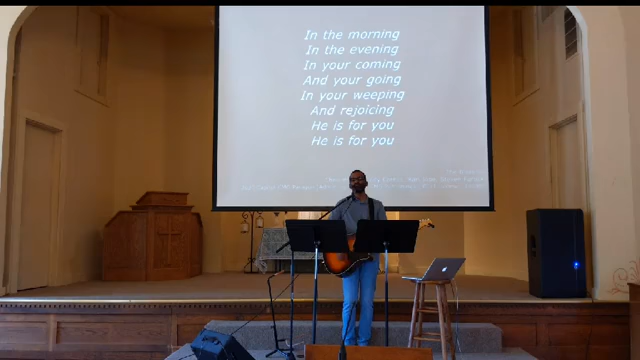 In the morning
In the evening
In your coming
And your going
In your weeping
And rejoicing
He is for you
He is for you